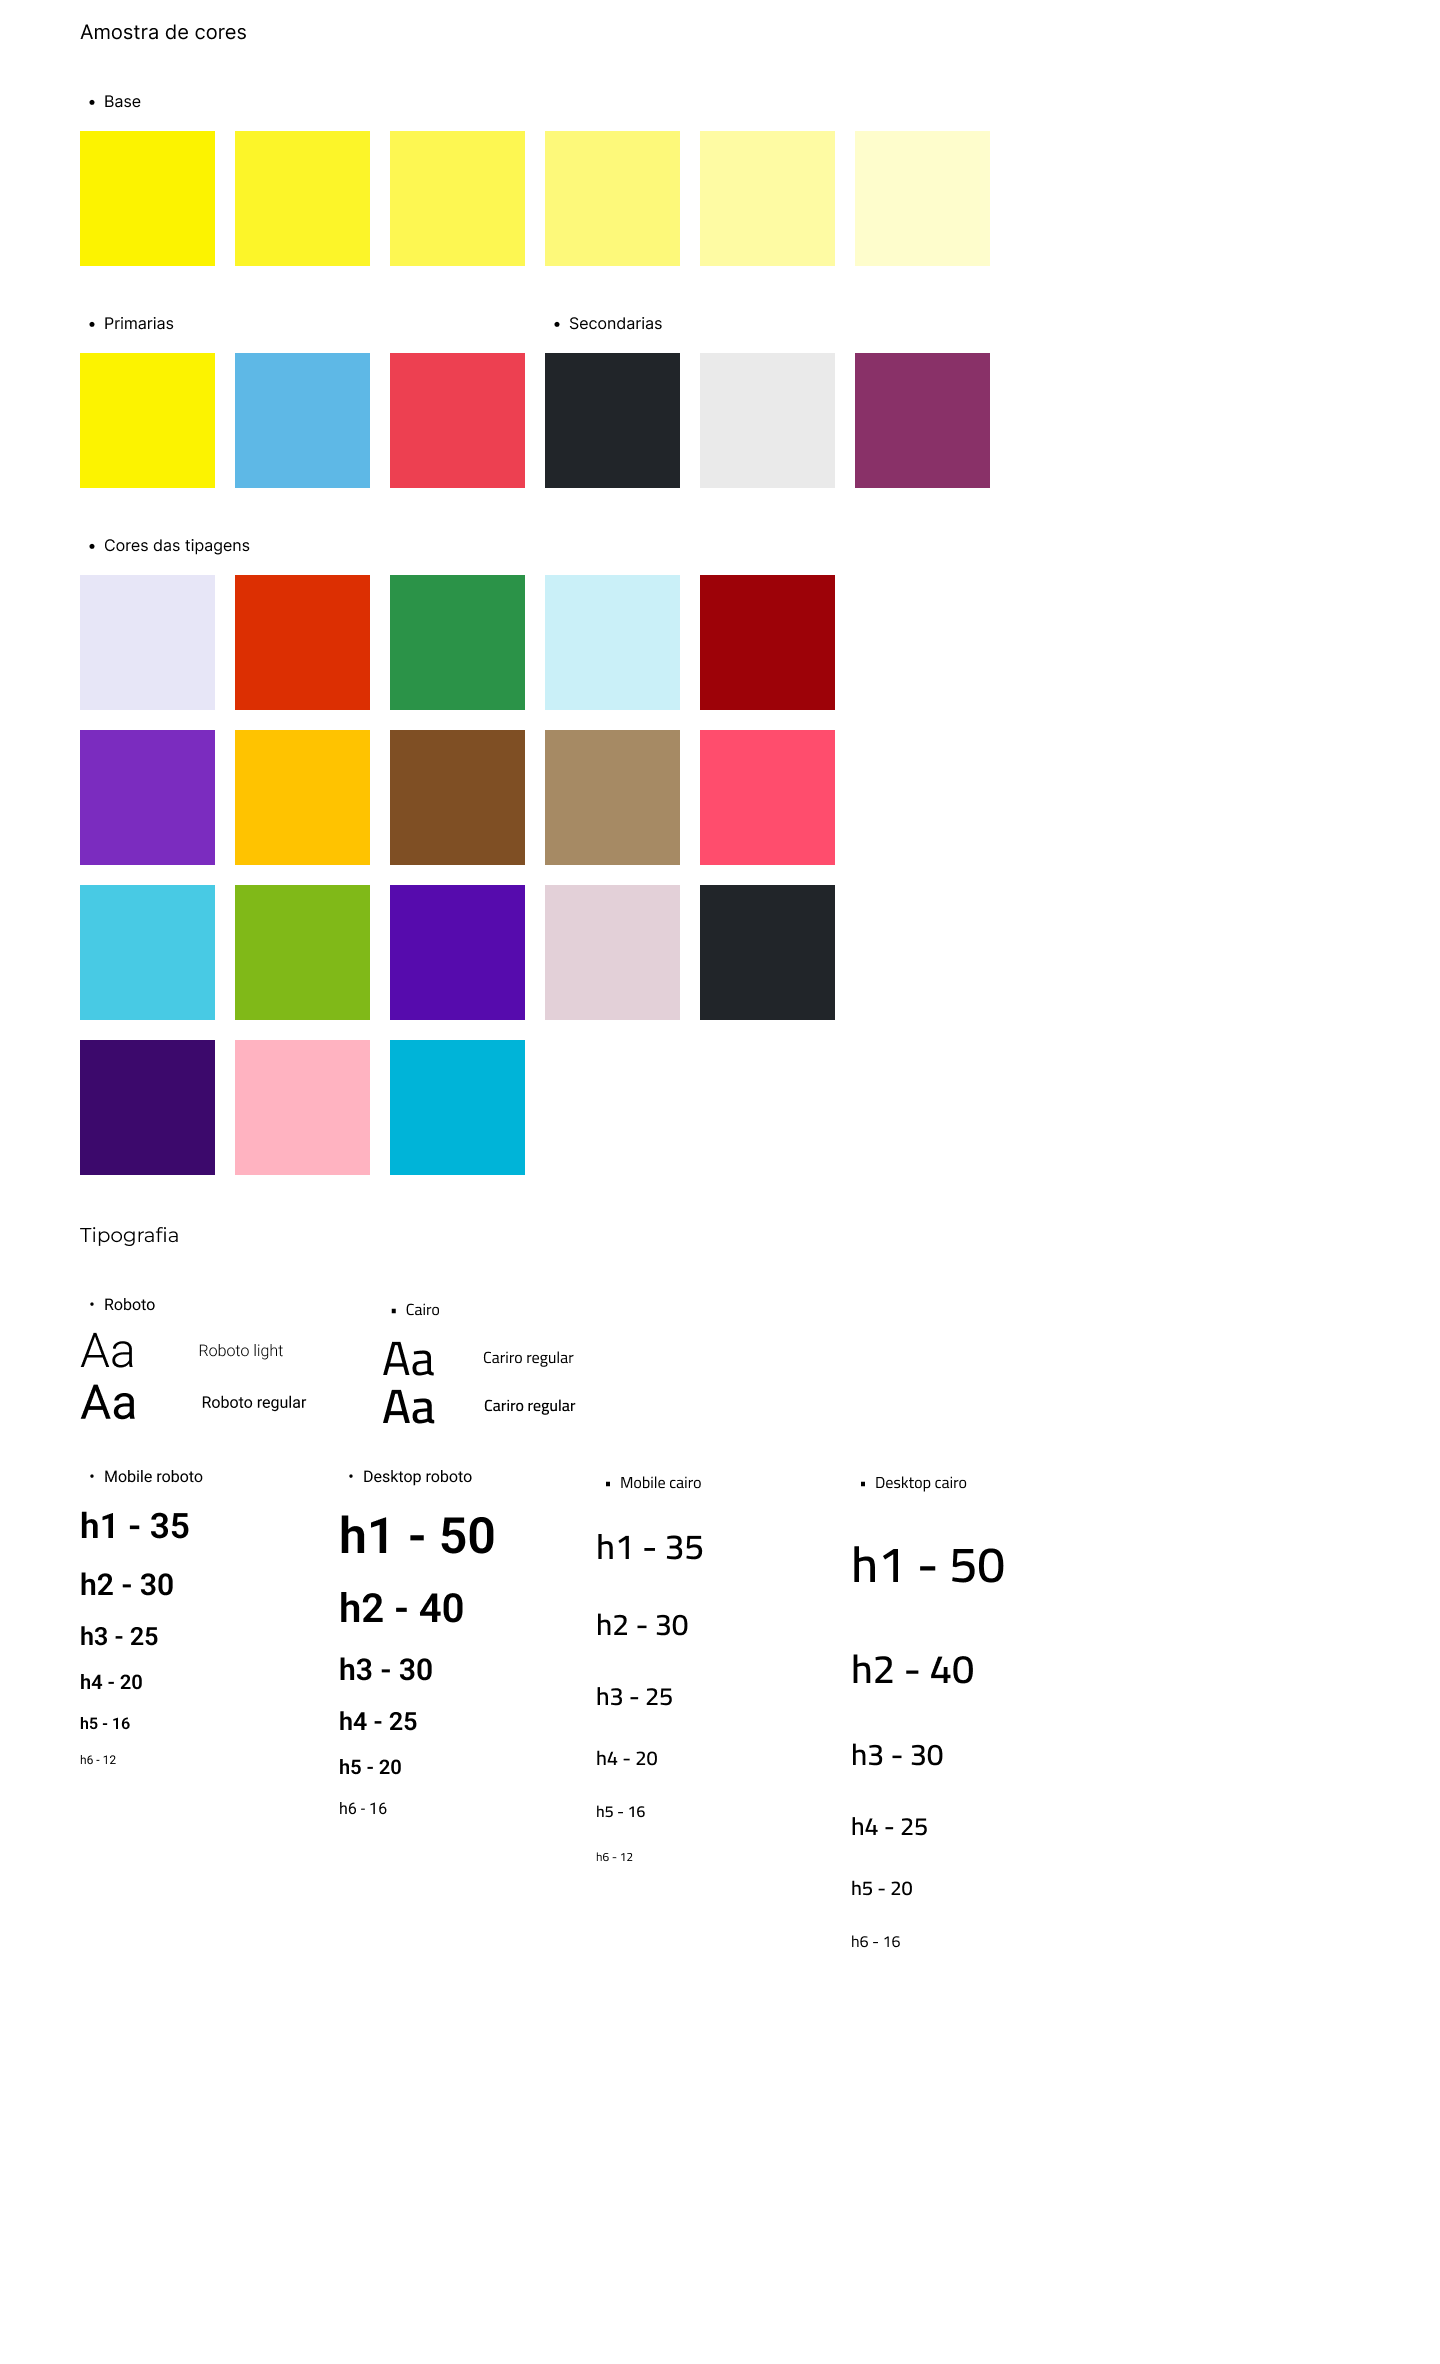 Amostra de cores
• Base
• Primarias
• Secondarias
• Cores das tipagens
Tipografia
• Roboto
Aa Roboto light
Aa Roboto regular
▪ Cairo
Aa Cariro regular
Aa Cariro regular
• Mobile roboto
h1 - 35
h2 - 30
h3 - 25
h4 - 20
h5 - 16
h6 - 12
• Desktop roboto
h1 - 50
h2 - 40
h3 - 30
h4 - 25
h5 - 20
h6 - 16
▪ Mobile cairo
h1 - 35
h2 - 30
h3 - 25
h4 - 20
h5 - 16
h6 - 12
▪ Desktop cairo
h1 - 50
h2 - 40
h3 - 30
h4 - 25
h5 - 20
h6 - 16